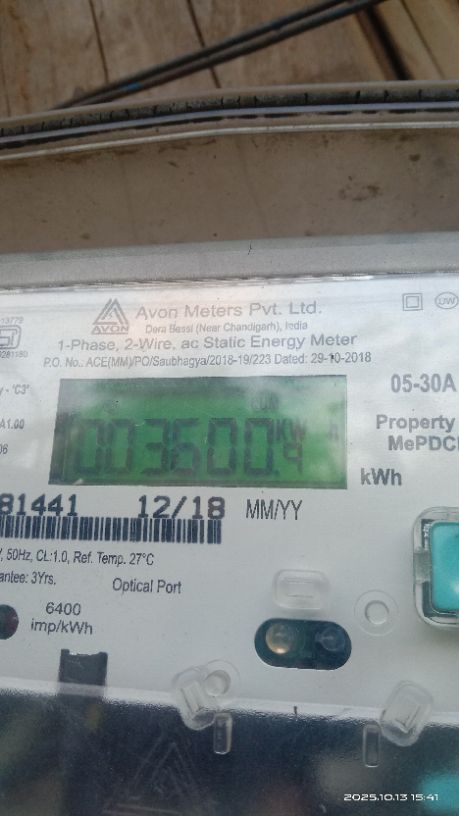 AVON
Avon Meters Pvt. Ltd.
Dera Bassi (Near Chandigarh), India
1-Phase, 2-Wire, ac Static Energy Meter
P.O. No.: ACE(MM)/PO/Saubhagya/2018-19/223 Dated: 29-10-2018
05-30A
Property
MePDC
003600.4
kWh
81441 12/18 MM/YY
50Hz, CL:1.0, Ref. Temp. 27°C
3Yrs.
Optical Port
6400
imp/kWh
2025.10.13 15:41